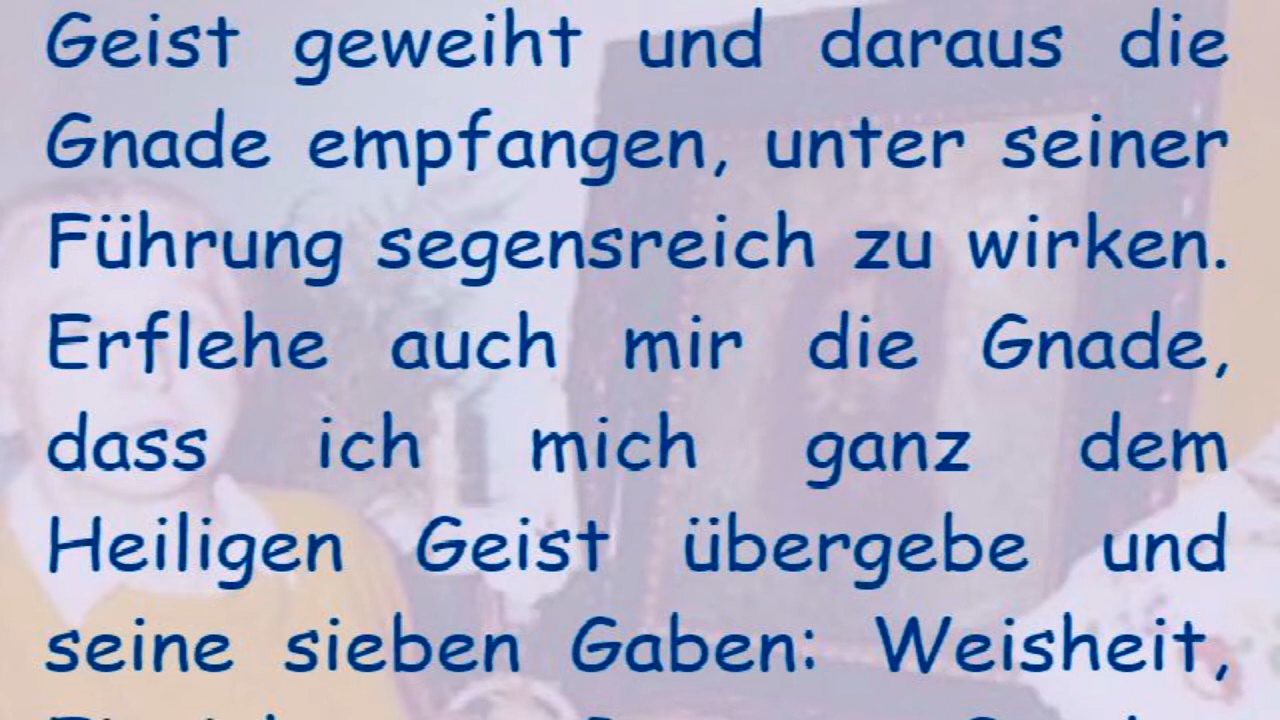 Geist geweiht und daraus die
Gnade empfangen, unter seiner
Führung segensreich zu wirken.
Erflehe auch mir die Gnade,
dass ich mich ganz dem
Heiligen Geist übergebe und
seine sieben Gaben: Weisheit,